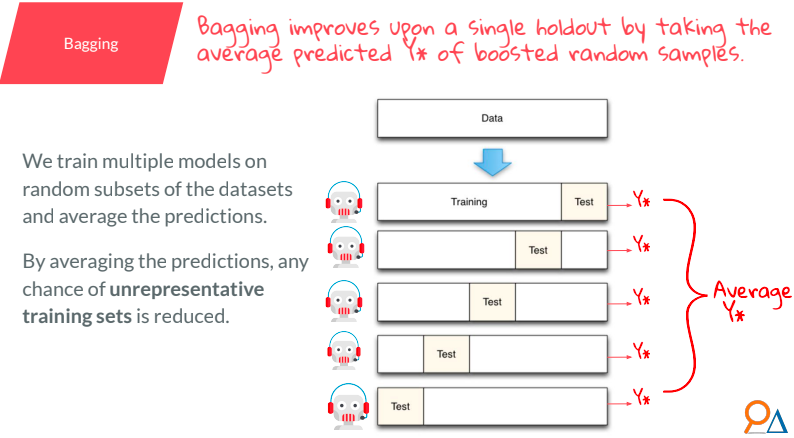 Bagging
Bagging improves upon a single holdout by taking the
average predicted Y* of boosted random samples.
We train multiple models on
random subsets of the datasets
and average the predictions.
By averaging the predictions, any
chance of unrepresentative
training sets is reduced.
Data
Training
Test
Y*
Test
Y*
Test
Y*
Test
Y*
Test
Y*
Average
Y*